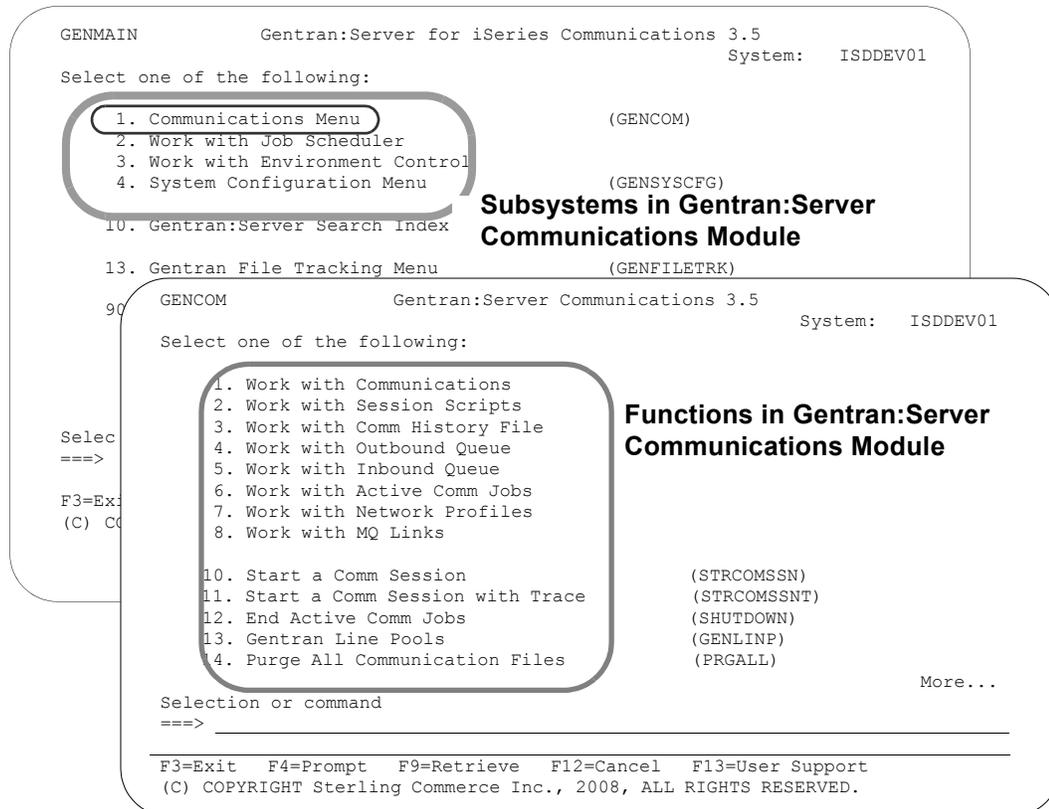 GENMAIN Gentran:Server for iSeries Communications 3.5
System: ISDDEV01
Select one of the following:
1. Communications Menu (GENCOM)
2. Work with Job Scheduler
3. Work with Environment Control
4. System Configuration Menu (GENSYSCFG)
Subsystems in Gentran:Server
Communications Module
10. Gentran:Server Search Index
13. Gentran File Tracking Menu (GENFILETRK)
90
Selec
===>
F3=Exi
(C) CO
GENCOM Gentran:Server Communications 3.5
System: ISDDEV01
Select one of the following:
1. Work with Communications
2. Work with Session Scripts
3. Work with Comm History File
4. Work with Outbound Queue
5. Work with Inbound Queue
6. Work with Active Comm Jobs
7. Work with Network Profiles
8. Work with MQ Links
Functions in Gentran:Server
Communications Module
10. Start a Comm Session (STRCOMSSN)
11. Start a Comm Session with Trace (STRCOMSSNT)
12. End Active Comm Jobs (SHUTDOWN)
13. Gentran Line Pools (GENLINP)
14. Purge All Communication Files (PRGALL)
More...
Selection or command
===>
F3=Exit F4=Prompt F9=Retrieve F12=Cancel F13=User Support
(C) COPYRIGHT Sterling Commerce Inc., 2008, ALL RIGHTS RESERVED.